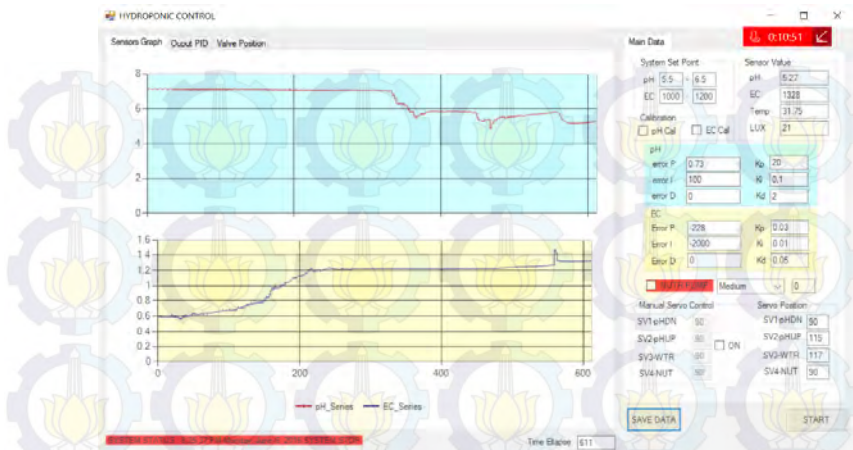 HYDROPONIC CONTROL
Sensors Graph Ouput PID Valve Position
8
6
4
2
0
1.6
1.4
1.2
1
0.8
0.6
0.4
0.2
0
0 200 400 600
pH_Series EC_Series
Time Elapse 611
Main Data
0:10:51
System Set Point
pH 5.5 - 6.5
EC 1000 - 1200
Sensor Value
pH 5.27
EC 1328
Temp 31.75
LUX 21
Calibration
pH Cal EC Cal
pH
error P 0.73 Kp 20
error I 100 Ki 0.1
error D 0 Kd 2
EC
Error P -228 Kp 0.03
Error I -2000 Ki 0.01
Error D 0 Kd 0.05
Medium 0
Manual Servo Control
SV1-pHDN 90
SV2-pHUP 90
SV3-WTR 90
SV4-NUT 90
ON
Servo Position
SV1-pHDN 90
SV2-pHUP 115
SV3-WTR 117
SV4-NUT 90
SAVE DATA START